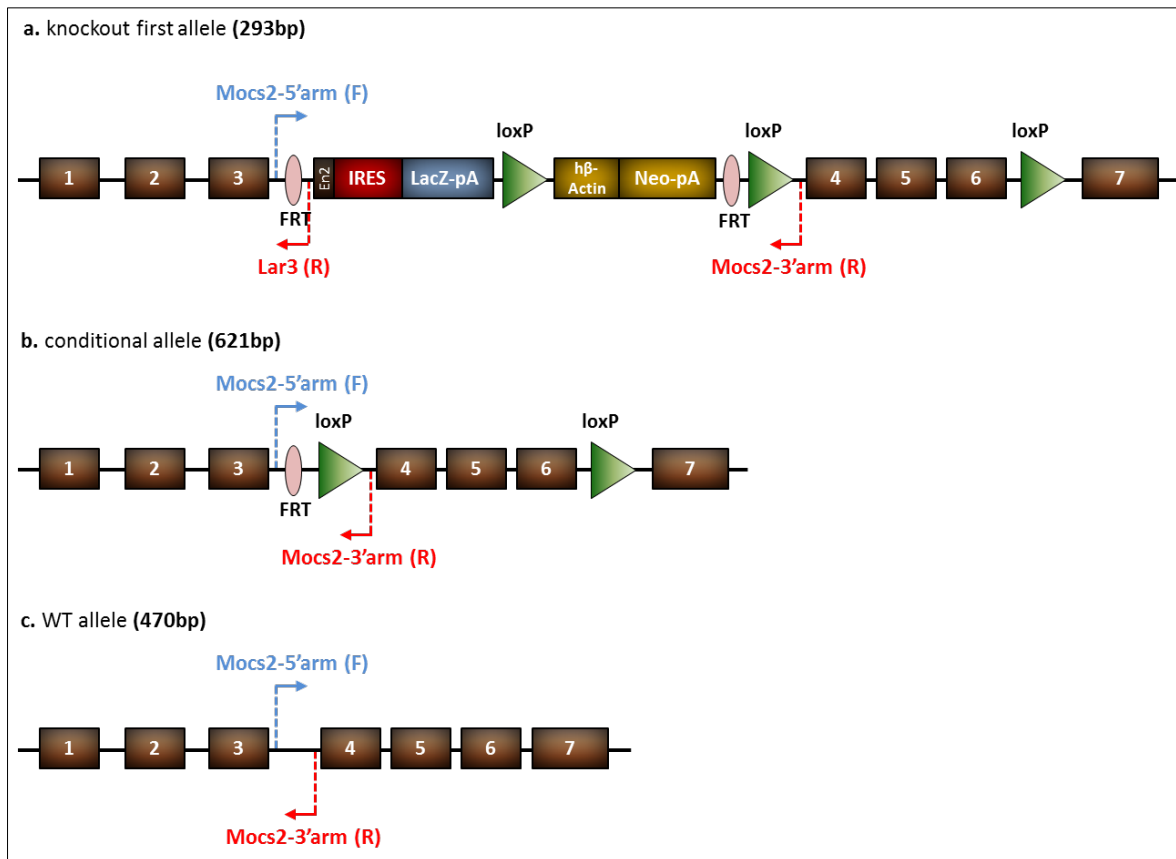 a. knockout first allele (293bp)
Mocs2-5'arm (F)
loxP loxP loxP
1 2 3 En2 IRES LacZ-pA hβ-Actin Neo-pA 4 5 6 7
FRT FRT
Lar3 (R) Mocs2-3'arm (R)
b. conditional allele (621bp)
Mocs2-5'arm (F)
loxP loxP
1 2 3 4 5 6 7
FRT
Mocs2-3'arm (R)
c. WT allele (470bp)
Mocs2-5'arm (F)
1 2 3 4 5 6 7
Mocs2-3'arm (R)